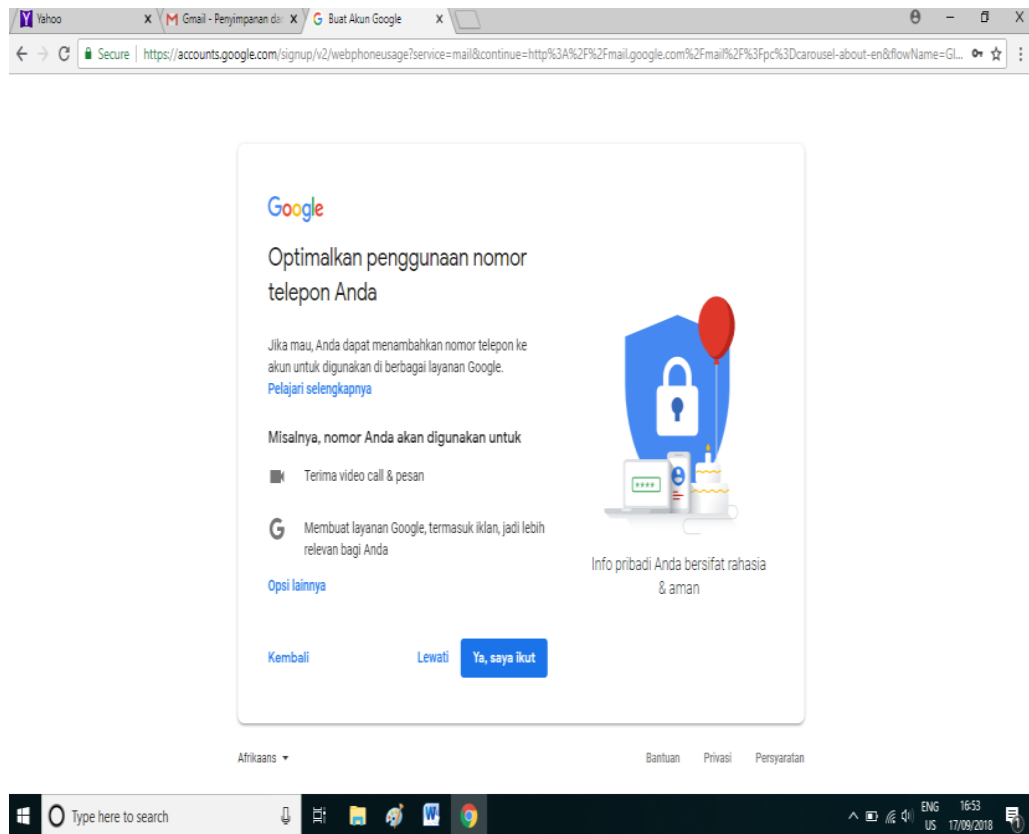 Yahoo
Gmail - Penyimpanan da
Buat Akun Google
Secure
https://accounts.google.com/signup/v2/webphoneusage?service=mail&continue=http%3A%2F%2Fmail.google.com%2Fmail%2F%3Fpc%3Dcarousel-about-en&flowName=Gl...
Google
Optimalkan penggunaan nomor
telepon Anda
Jika mau, Anda dapat menambahkan nomor telepon ke
akun untuk digunakan di berbagai layanan Google.
Pelajari selengkapnya
Misalnya, nomor Anda akan digunakan untuk
Terima video call & pesan
Membuat layanan Google, termasuk iklan, jadi lebih
relevan bagi Anda
Opsi lainnya
Kembali
Lewati
Ya, saya ikut
Info pribadi Anda bersifat rahasia
& aman
Afrikaans
Bantuan
Privasi
Persyaratan
Type here to search
ENG
US
16:53
17/09/2018